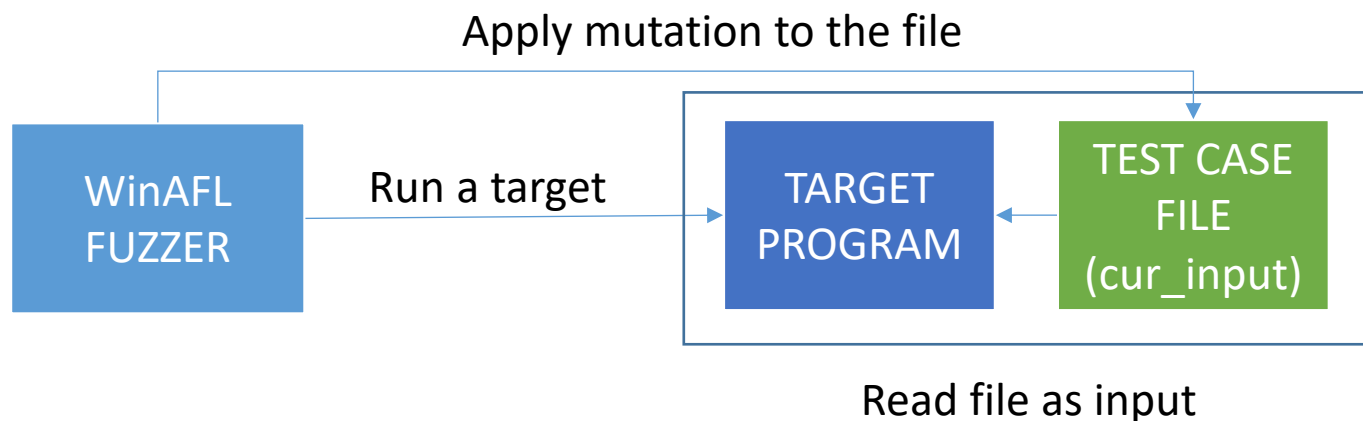 Apply mutation to the file
WinAFL
FUZZER
Run a target
TARGET
PROGRAM
TEST CASE
FILE
(cur_input)
Read file as input